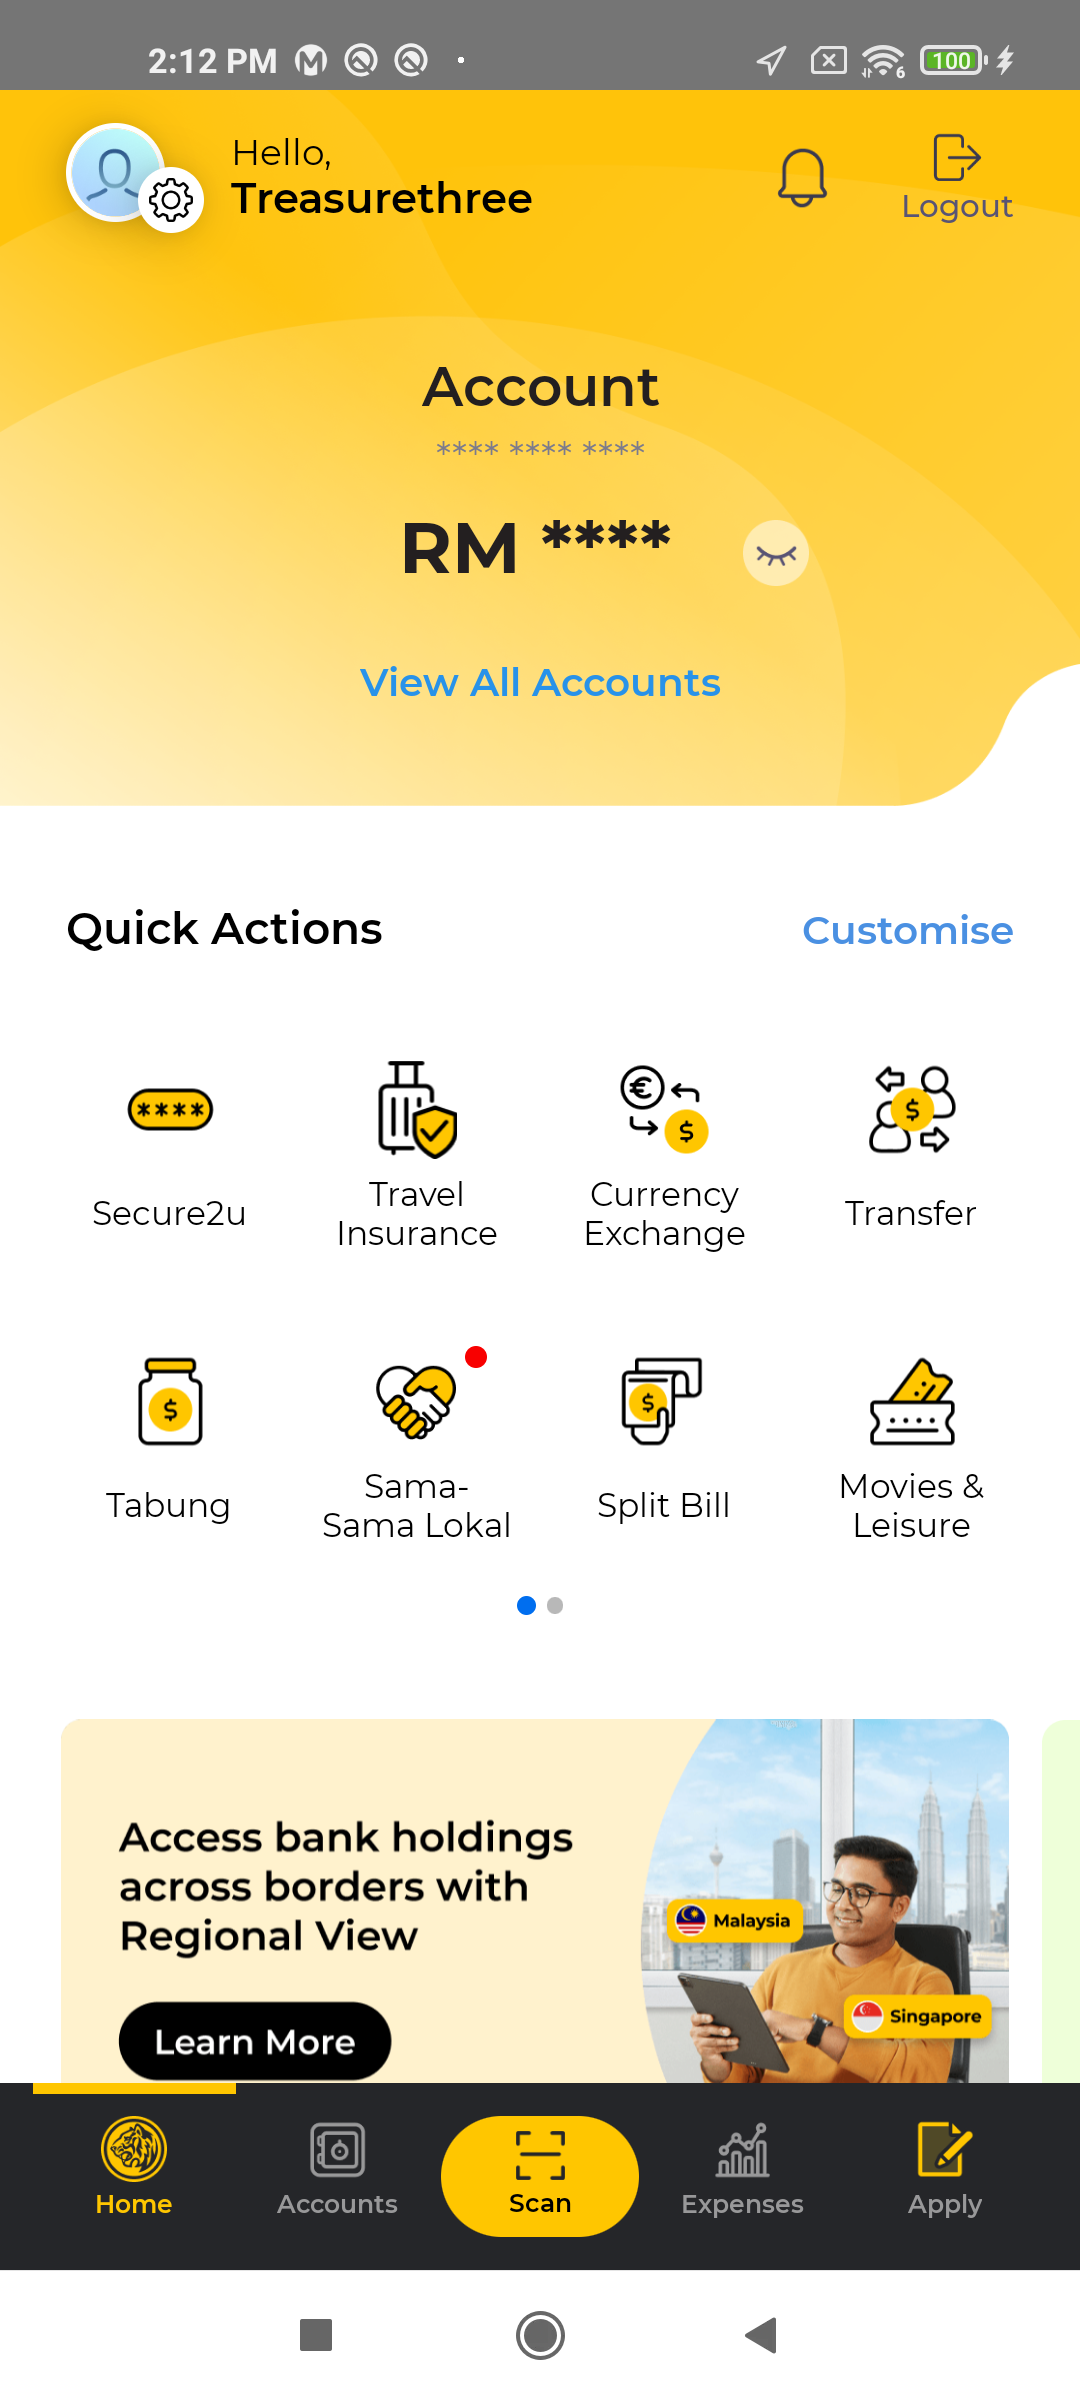 2:12 PM
6
100
Hello,
Treasurethree
Logout
Account
**** **** ****
RM ****
View All Accounts
Quick Actions
Customise
****
Secure2u
Travel
Insurance
€
$
Currency
Exchange
$
Transfer
$
Tabung
Sama-
Sama Lokal
$
Split Bill
Movies &
Leisure
Access bank holdings
across borders with
Regional View
Learn More
Malaysia
Singapore
Home
Accounts
Scan
Expenses
Apply